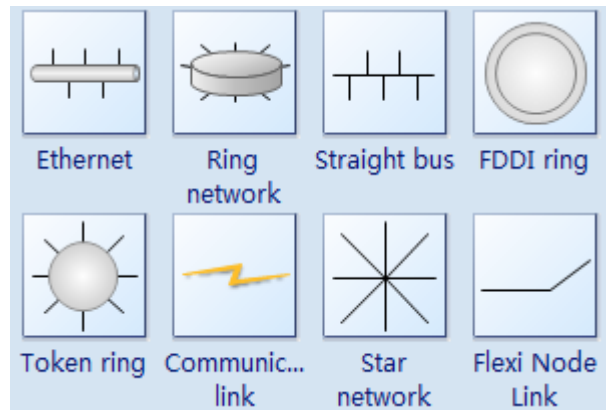 Ethernet
Ring
network
Straight bus
FDDI ring
Token ring
Communic...
link
Star
network
Flexi Node
Link